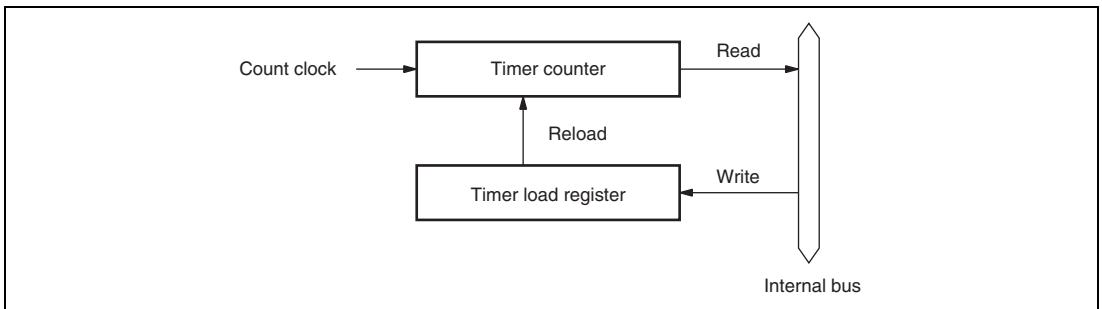 Count clock
Timer counter
Read
Reload
Timer load register
Write
Internal bus